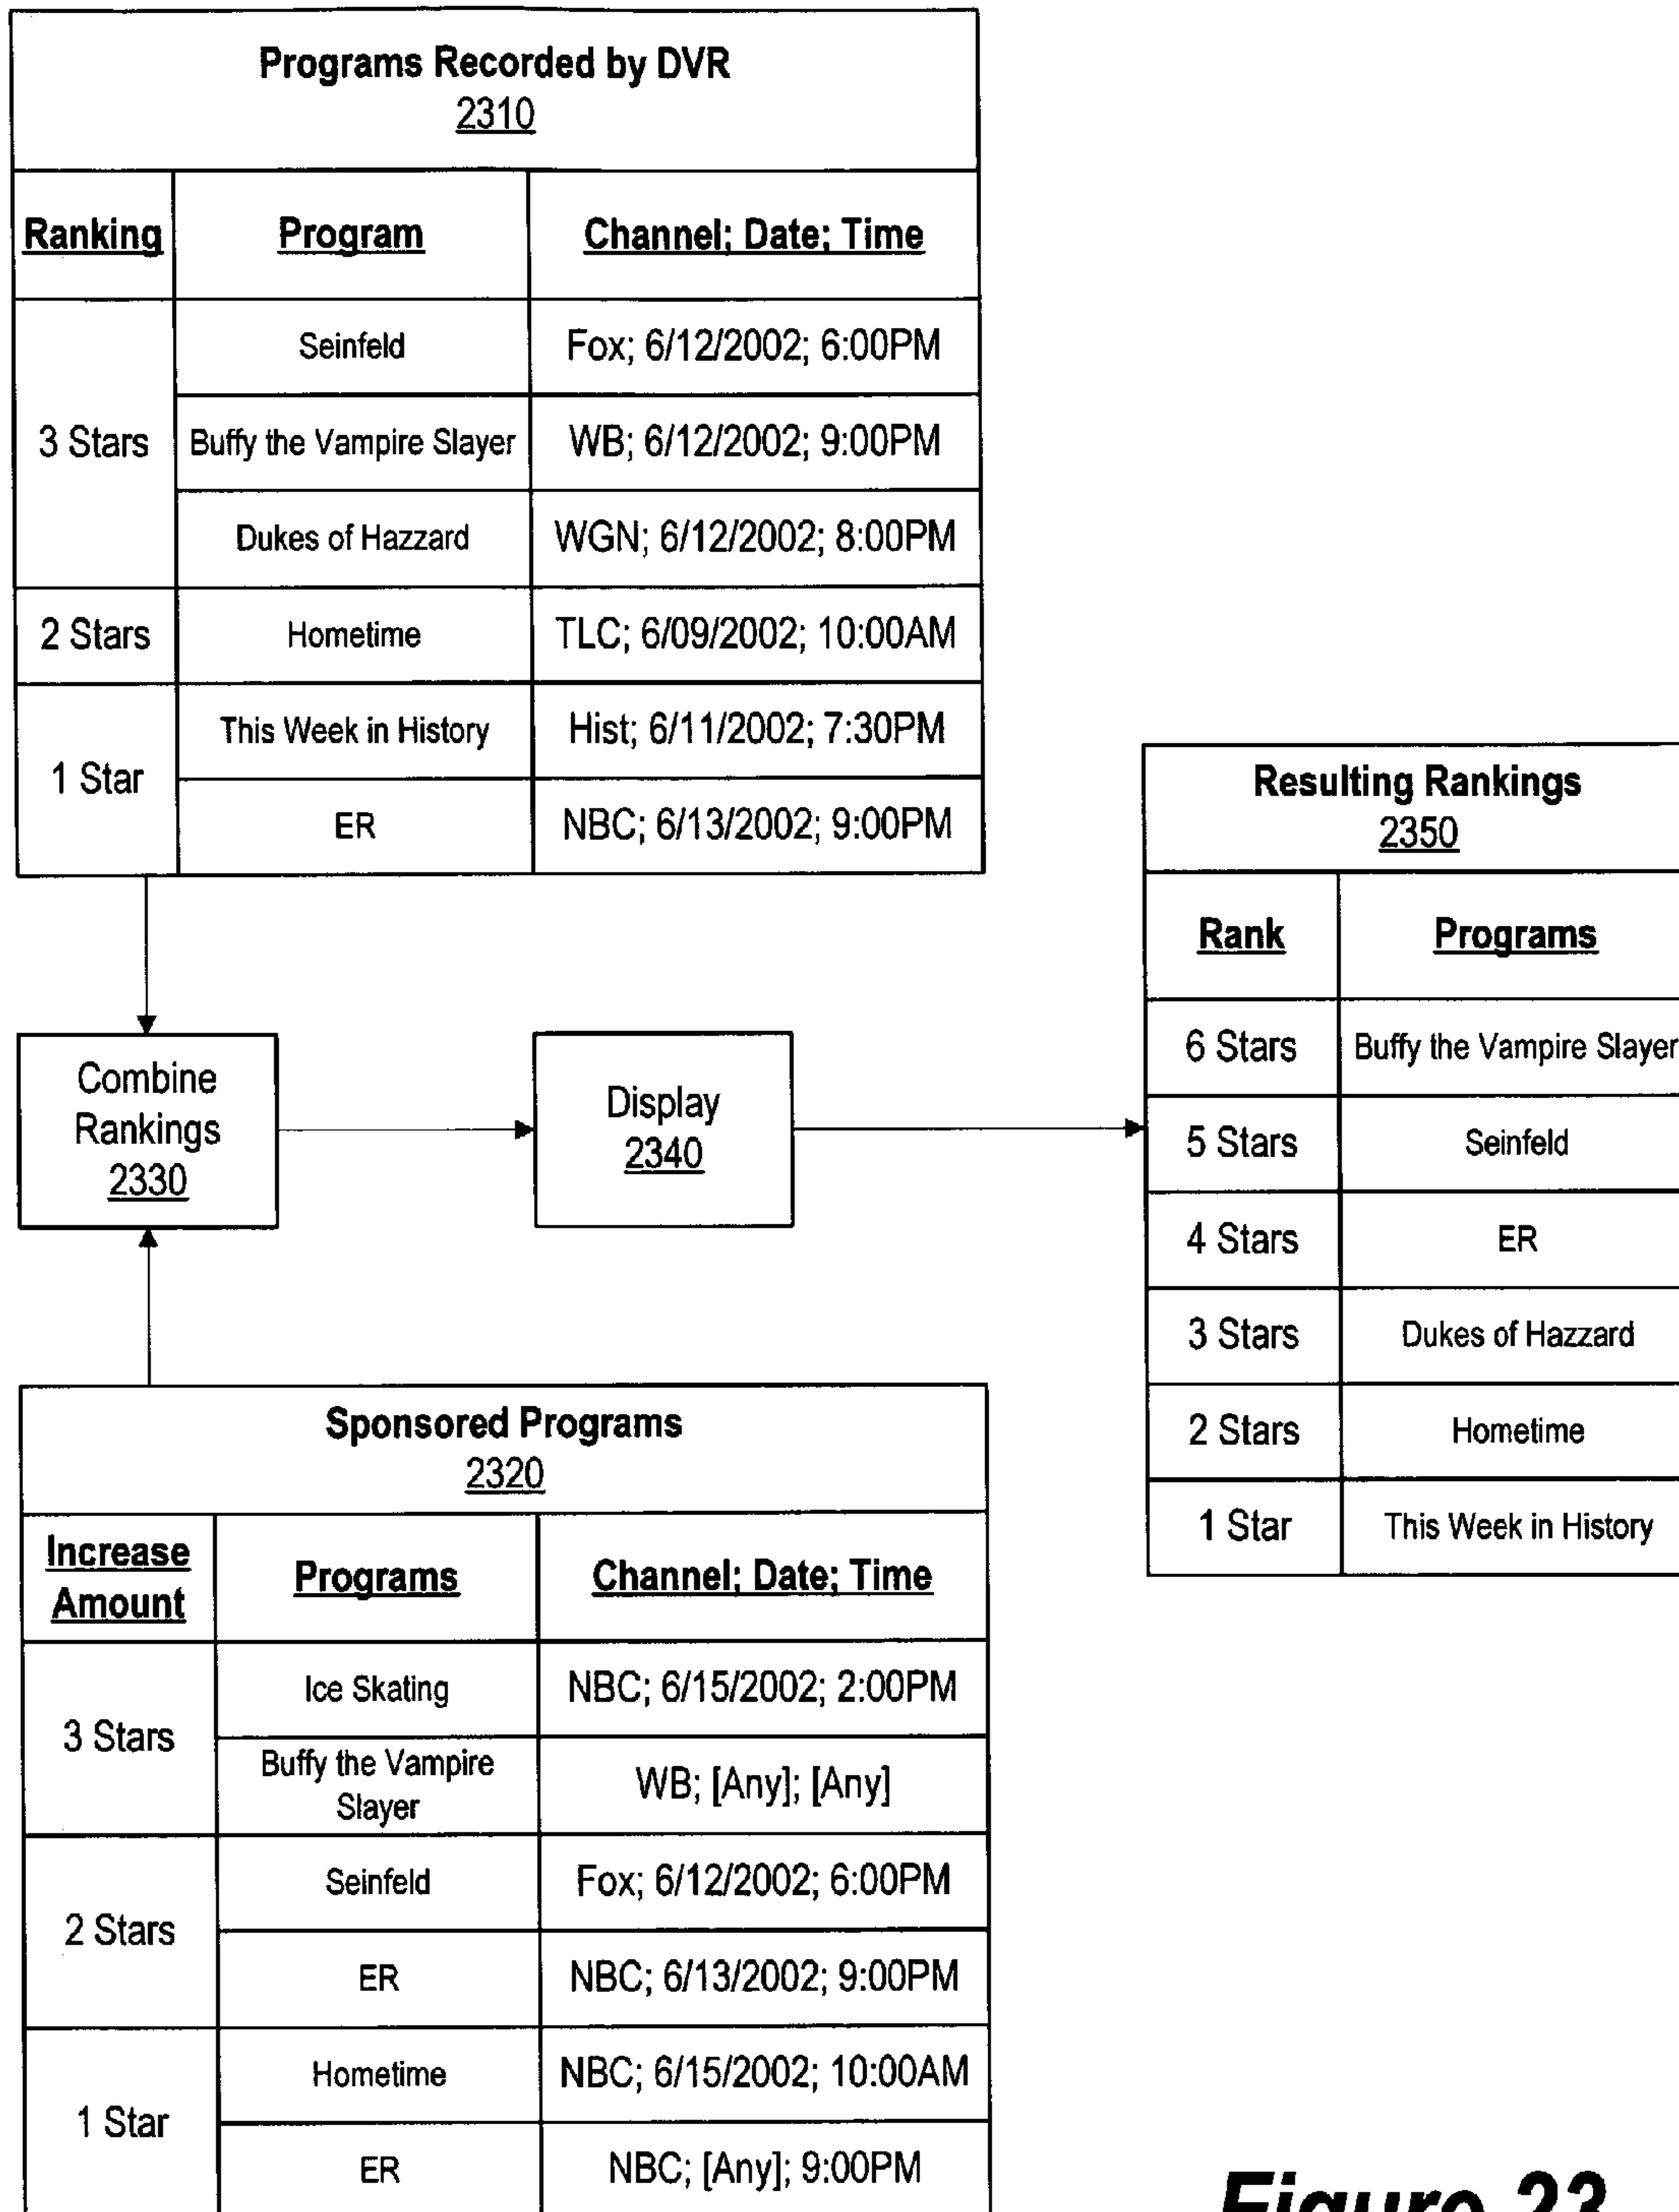 Programs Recorded by DVR
2310
Ranking Program Channel; Date; Time
3 Stars
Seinfeld Fox; 6/12/2002; 6:00PM
Buffy the Vampire Slayer WB; 6/12/2002; 9:00PM
Dukes of Hazzard WGN; 6/12/2002; 8:00PM
2 Stars Hometime TLC; 6/09/2002; 10:00AM
1 Star
This Week in History Hist; 6/11/2002; 7:30PM
ER NBC; 6/13/2002; 9:00PM
Combine
Rankings
2330
Display
2340
Resulting Rankings
2350
Rank Programs
6 Stars Buffy the Vampire Slayer
5 Stars Seinfeld
4 Stars ER
3 Stars Dukes of Hazzard
2 Stars Hometime
1 Star This Week in History
Sponsored Programs
2320
Increase
Amount
Programs Channel; Date; Time
3 Stars
Ice Skating NBC; 6/15/2002; 2:00PM
Buffy the Vampire
Slayer
WB; [Any]; [Any]
2 Stars
Seinfeld Fox; 6/12/2002; 6:00PM
ER NBC; 6/13/2002; 9:00PM
1 Star
Hometime NBC; 6/15/2002; 10:00AM
ER NBC; [Any]; 9:00PM
Figure 23